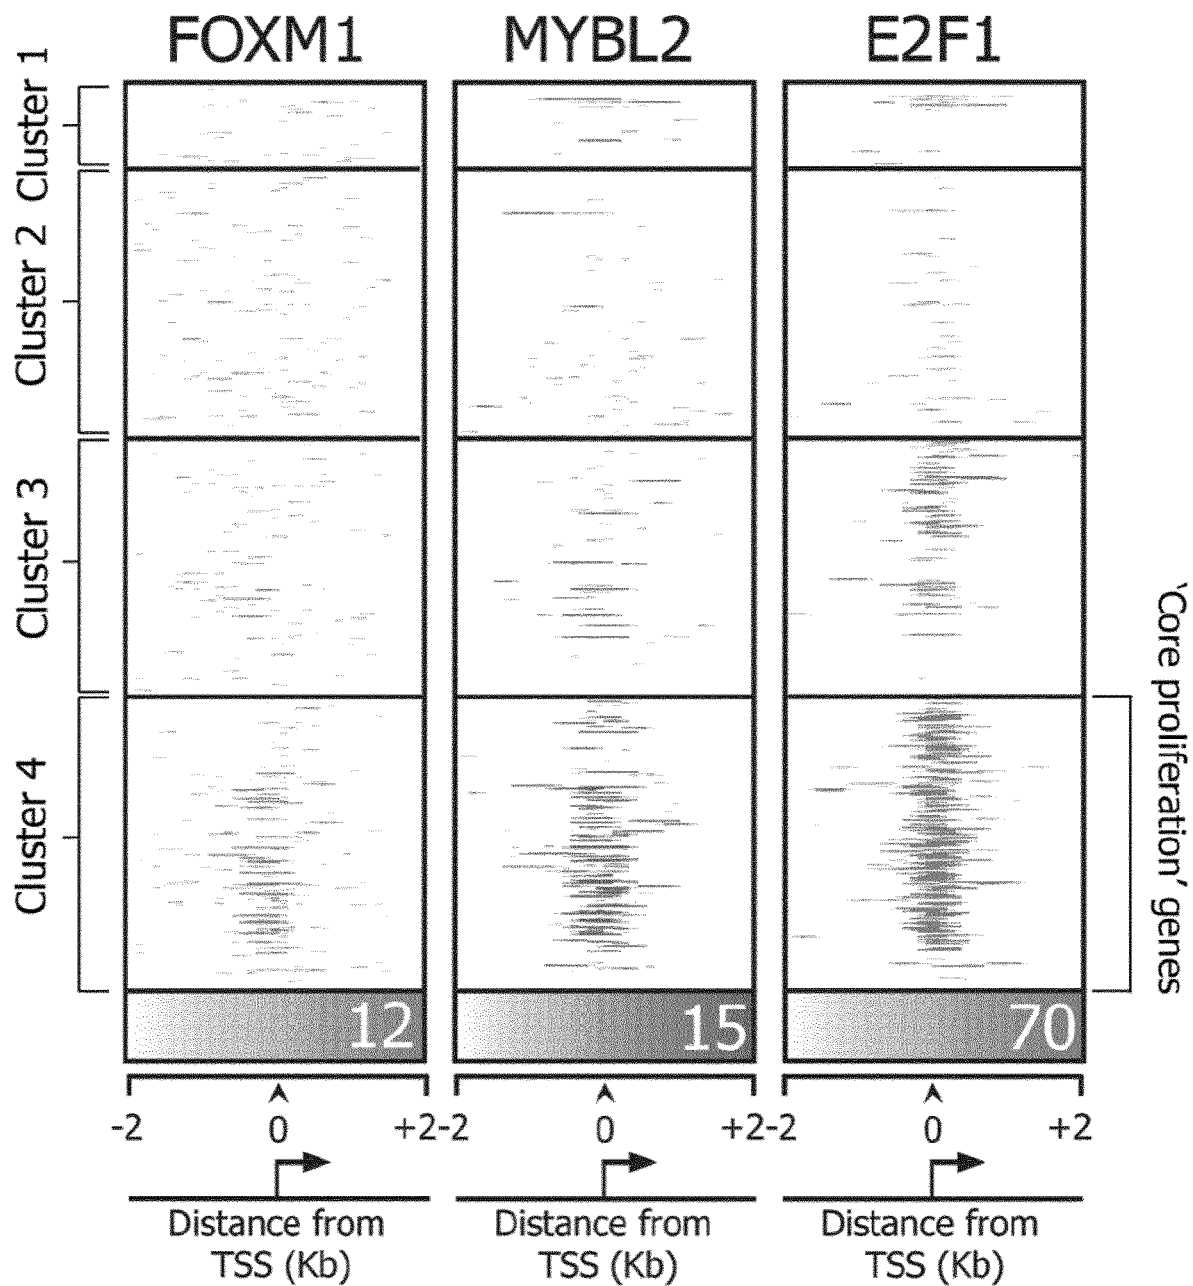 FOXM1 MYBL2 E2F1
Cluster 1
Cluster 2
Cluster 3
Cluster 4
'Core proliferation' genes
12 15 70
-2 0 +2 -2 0 +2 -2 0 +2
Distance from Distance from Distance from
TSS (Kb) TSS (Kb) TSS (Kb)